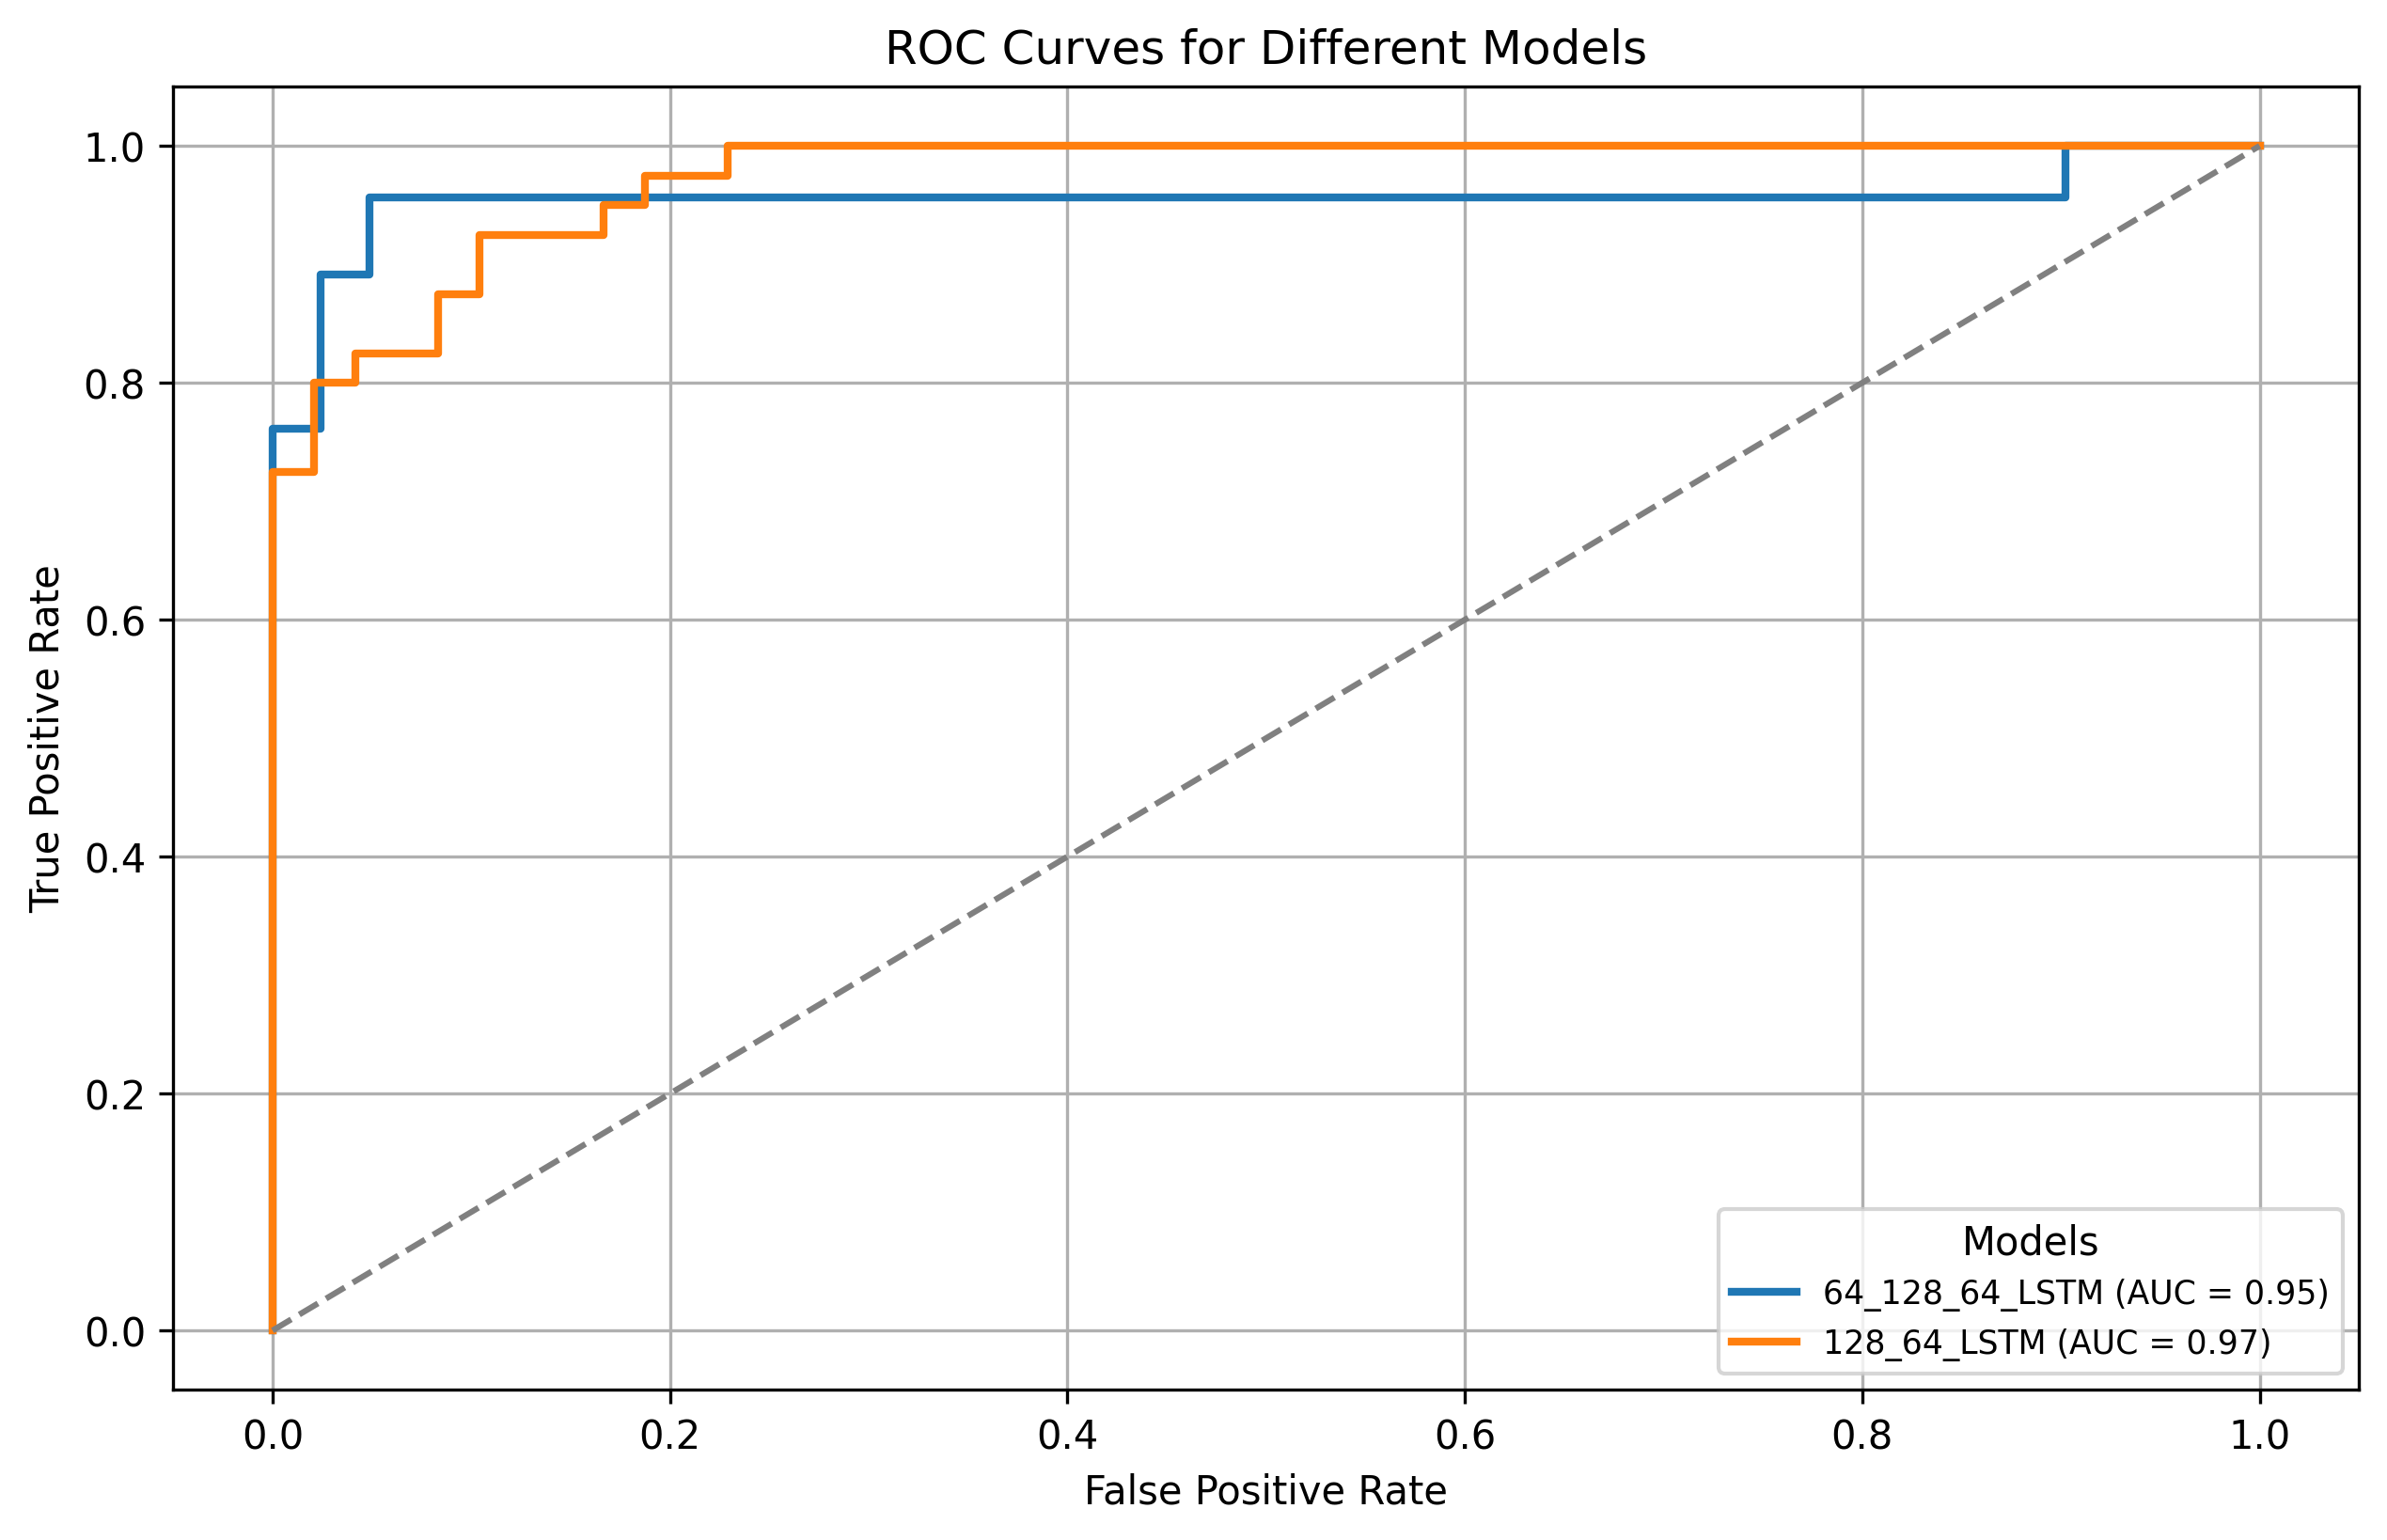 ROC Curves for Different Models
True Positive Rate
1.0
0.8
0.6
0.4
0.2
0.0
0.0 0.2 0.4 0.6 0.8 1.0
False Positive Rate
Models
64_128_64_LSTM (AUC = 0.95)
128_64_LSTM (AUC = 0.97)